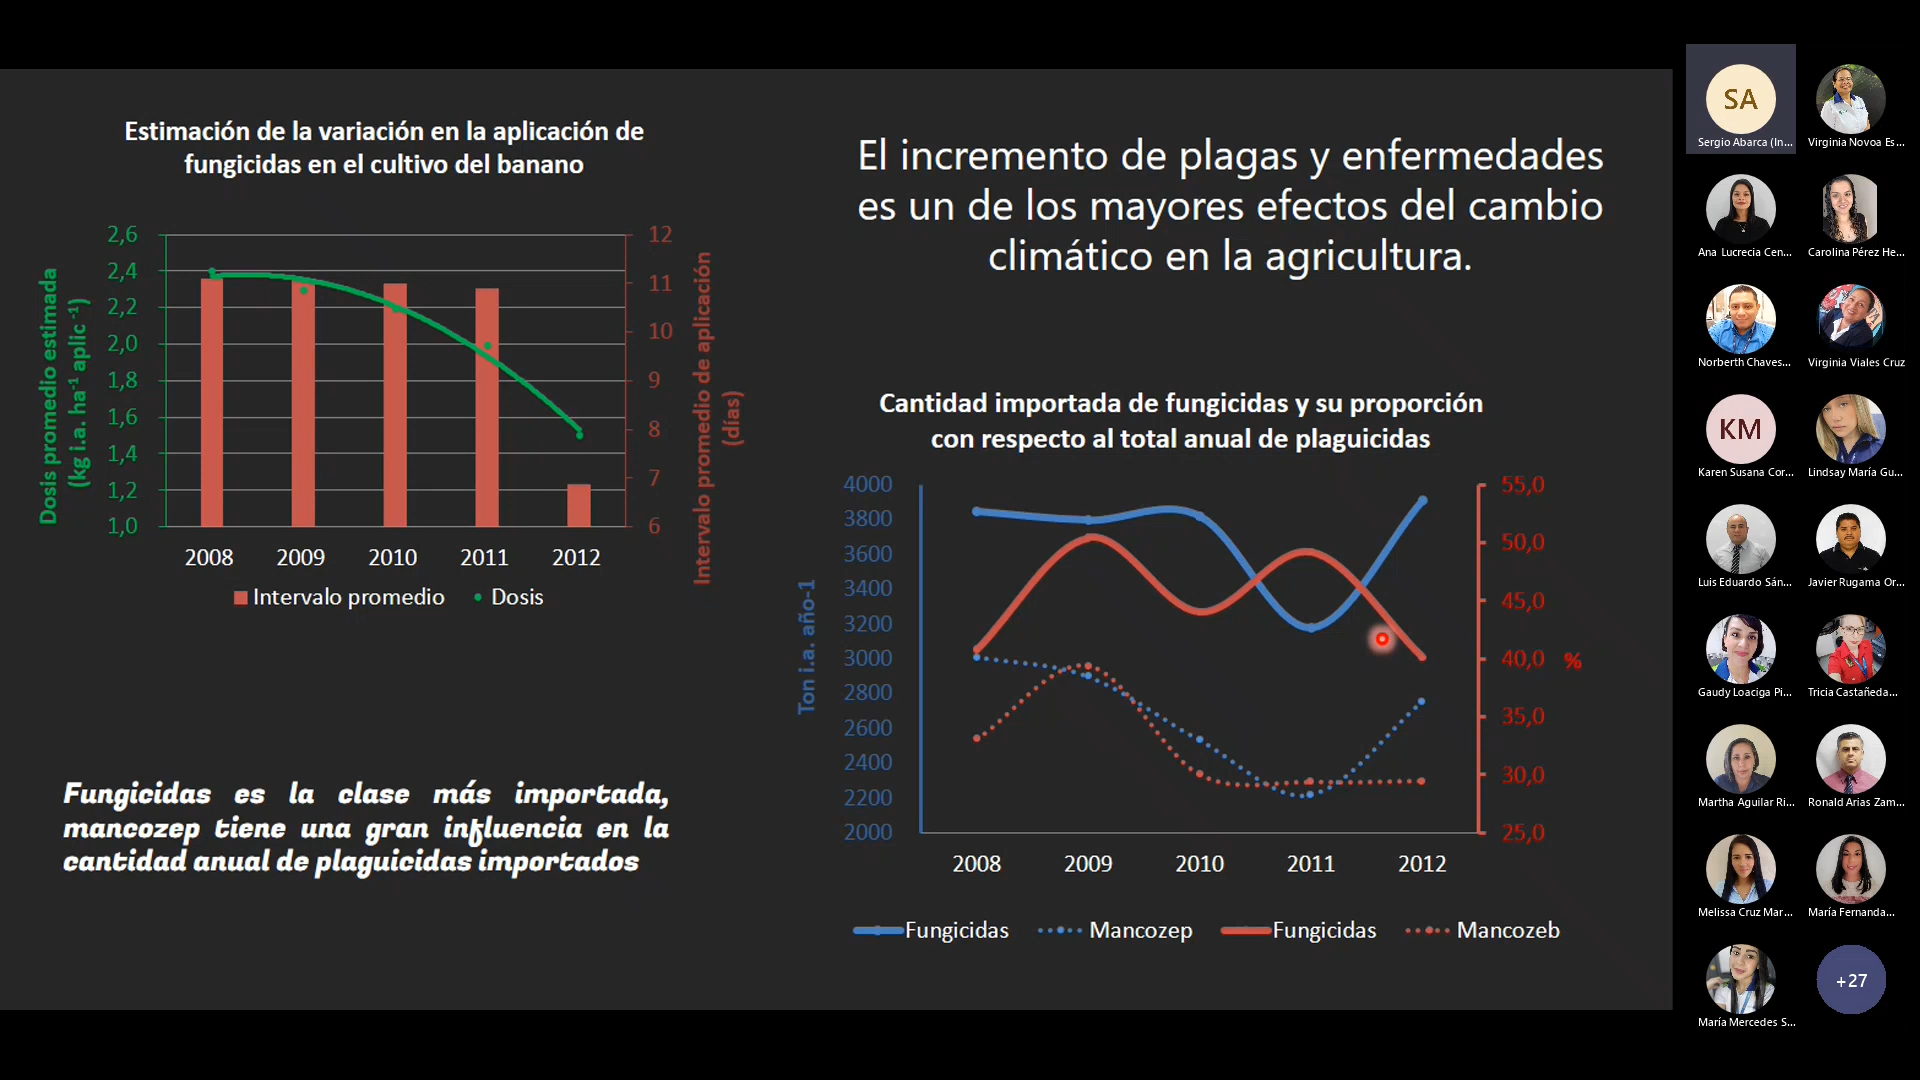 Estimación de la variación en la aplicación de
fungicidas en el cultivo del banano
Dosis promedio estimada
(kg i.a. ha-1 aplic -1)
2,6
2,4
2,2
2,0
1,8
1,6
1,4
1,2
1,0
12
11
10
9
8
7
6
Intervalo promedio de aplicación
(días)
2008 2009 2010 2011 2012
Intervalo promedio Dosis
Fungicidas es la clase más importada,
mancozep tiene una gran influencia en la
cantidad anual de plaguicidas importados
El incremento de plagas y enfermedades
es un de los mayores efectos del cambio
climático en la agricultura.
Cantidad importada de fungicidas y su proporción
con respecto al total anual de plaguicidas
Ton i.a. año-1
4000
3800
3600
3400
3200
3000
2800
2600
2400
2200
2000
55,0
50,0
45,0
40,0
35,0
30,0
25,0
%
2008 2009 2010 2011 2012
Fungicidas Mancozep Fungicidas Mancozeb
SA
Sergio Abarca (In...
Virginia Novoa Es...
Ana Lucrecia Cen...
Carolina Pérez He...
Norberth Chaves...
Virginia Viales Cruz
KM
Karen Susana Cor...
Lindsay María Gu...
Luis Eduardo Sán...
Javier Rugama Or...
Gaudy Loaciga Pi...
Tricia Castañeda...
Martha Aguilar Ri...
Ronald Arias Zam...
Melissa Cruz Mar...
María Fernanda...
María Mercedes S...
+27